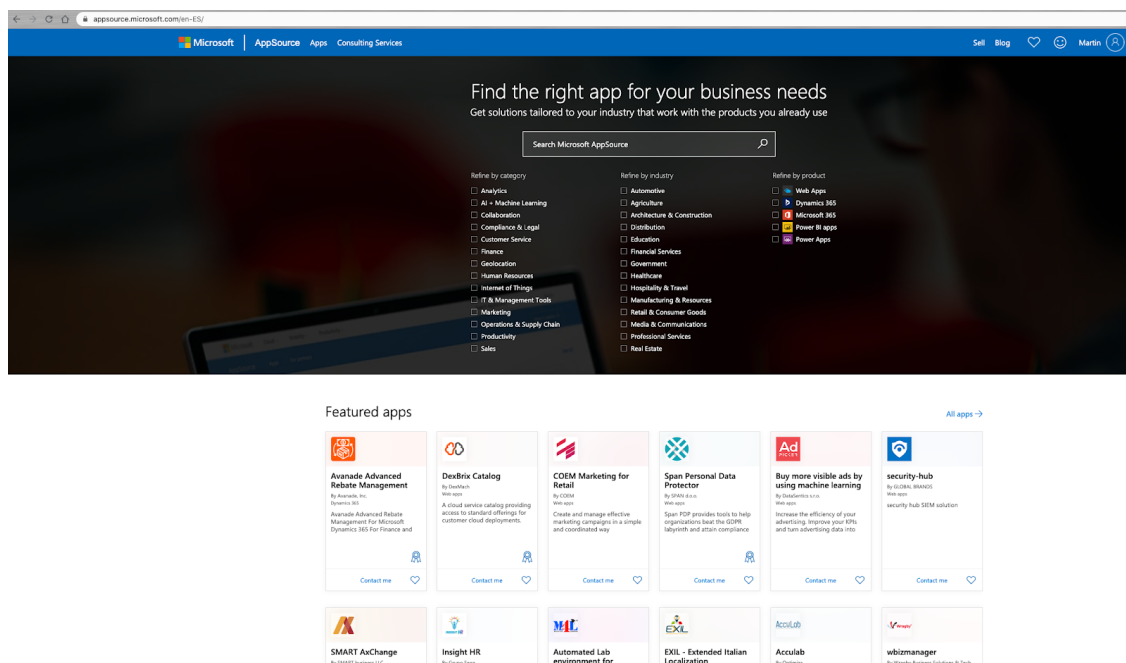 appsource.microsoft.com/en-ES/
Microsoft AppSource Apps Consulting Services Sell Blog Martin
Find the right app for your business needs
Get solutions tailored to your industry that work with the products you already use
Search Microsoft AppSource
Refine by category
Analytics
AI + Machine Learning
Collaboration
Compliance & Legal
Customer Service
Finance
Geolocation
Human Resources
Internet of Things
IT & Management Tools
Marketing
Operations & Supply Chain
Productivity
Sales
Refine by industry
Automotive
Agriculture
Architecture & Construction
Distribution
Education
Financial Services
Government
Healthcare
Hospitality & Travel
Manufacturing & Resources
Retail & Consumer Goods
Media & Communications
Professional Services
Real Estate
Refine by product
Web Apps
Dynamics 365
Microsoft 365
Power BI apps
Power Apps
Featured apps
All apps
Avanade Advanced
Rebate Management
By Avanade, Inc.
Dynamics 365
Avanade Advanced Rebate
Management For Microsoft
Dynamics 365 For Finance and
Contact me
DexBrix Catalog
By DexMach
Web apps
A cloud service catalog providing
access to standard offerings for
customer cloud deployments.
Contact me
COEM Marketing for
Retail
By COEM
Web apps
Create and manage effective
marketing campaigns in a simple
and coordinated way
Contact me
Span Personal Data
Protector
By SPAN d.o.o.
Web apps
Span PDP provides tools to help
organizations beat the GDPR
labyrinth and attain compliance
Contact me
Ad
PICKER
Buy more visible ads by
using machine learning
By DataSentics s.r.o.
Web apps
Increase the efficiency of your
advertising. Improve your KPIs
and turn advertising data into
Contact me
security-hub
By GLOBAL BRANDS
Web apps
security hub SIEM solution
Contact me
SMART AxChange
By SMART business LLC
Insight HR
MAL
Automated Lab
environment for
EXIL
EXIL - Extended Italian
Localization
AccuLab
Acculab
wbizmanager